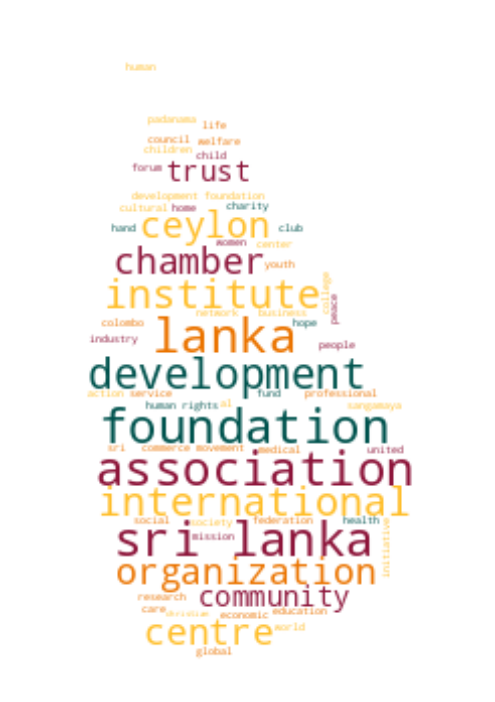 human
padanama
life
council welfare
children
child
forum trust
development foundation
cultural home charity
hand ceylon club
women center
chamber youth
institute college
peace
network business
colombo lanka hope
industry people
development
action service fund professional
human rights al sangamaya
foundation
sri commerce movement medical united
association
international
social society federation health
sri lanka initiative
mission
organization
research community
care christian economic education
centre world
global